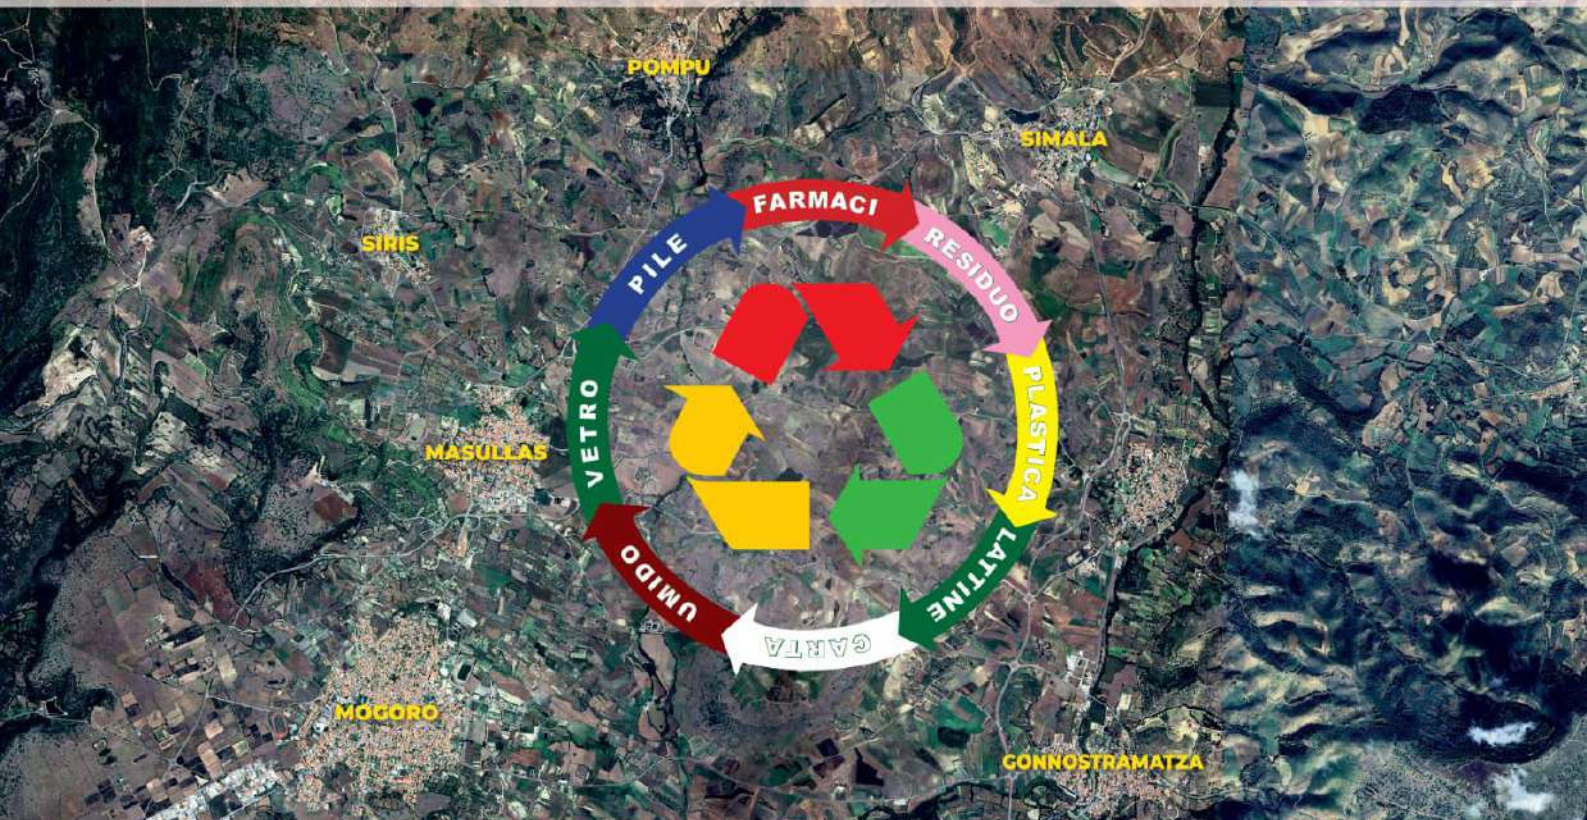 POMPU
SIMALA
SIRIS
MASULLAS
MOGORO
GONNOSTRAMATZA
FARMACI
RESIDUO
PLASTICA
LATTINE
CARTA
UMIDO
VETRO
PILE